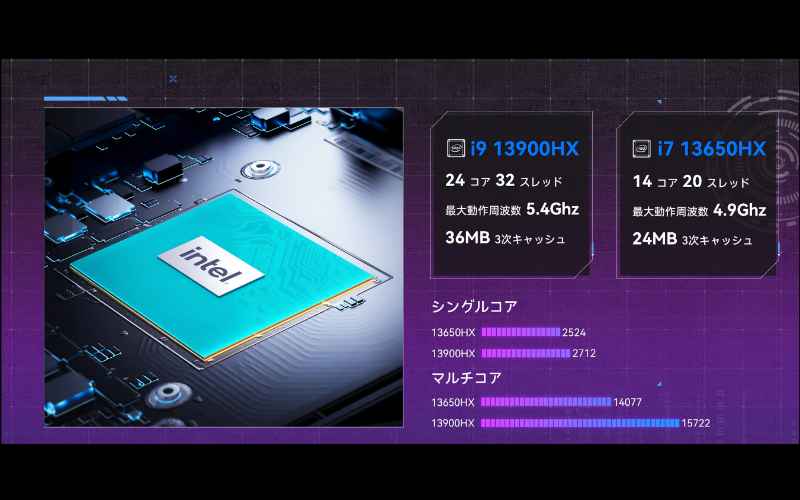 intel.
i9 13900HX
24 コア 32 スレッド
最大動作周波数 5.4Ghz
36MB 3次キャッシュ
i7 13650HX
14 コア 20 スレッド
最大動作周波数 4.9Ghz
24MB 3次キャッシュ
シングルコア
13650HX 2524
13900HX 2712
マルチコア
13650HX 14077
13900HX 15722